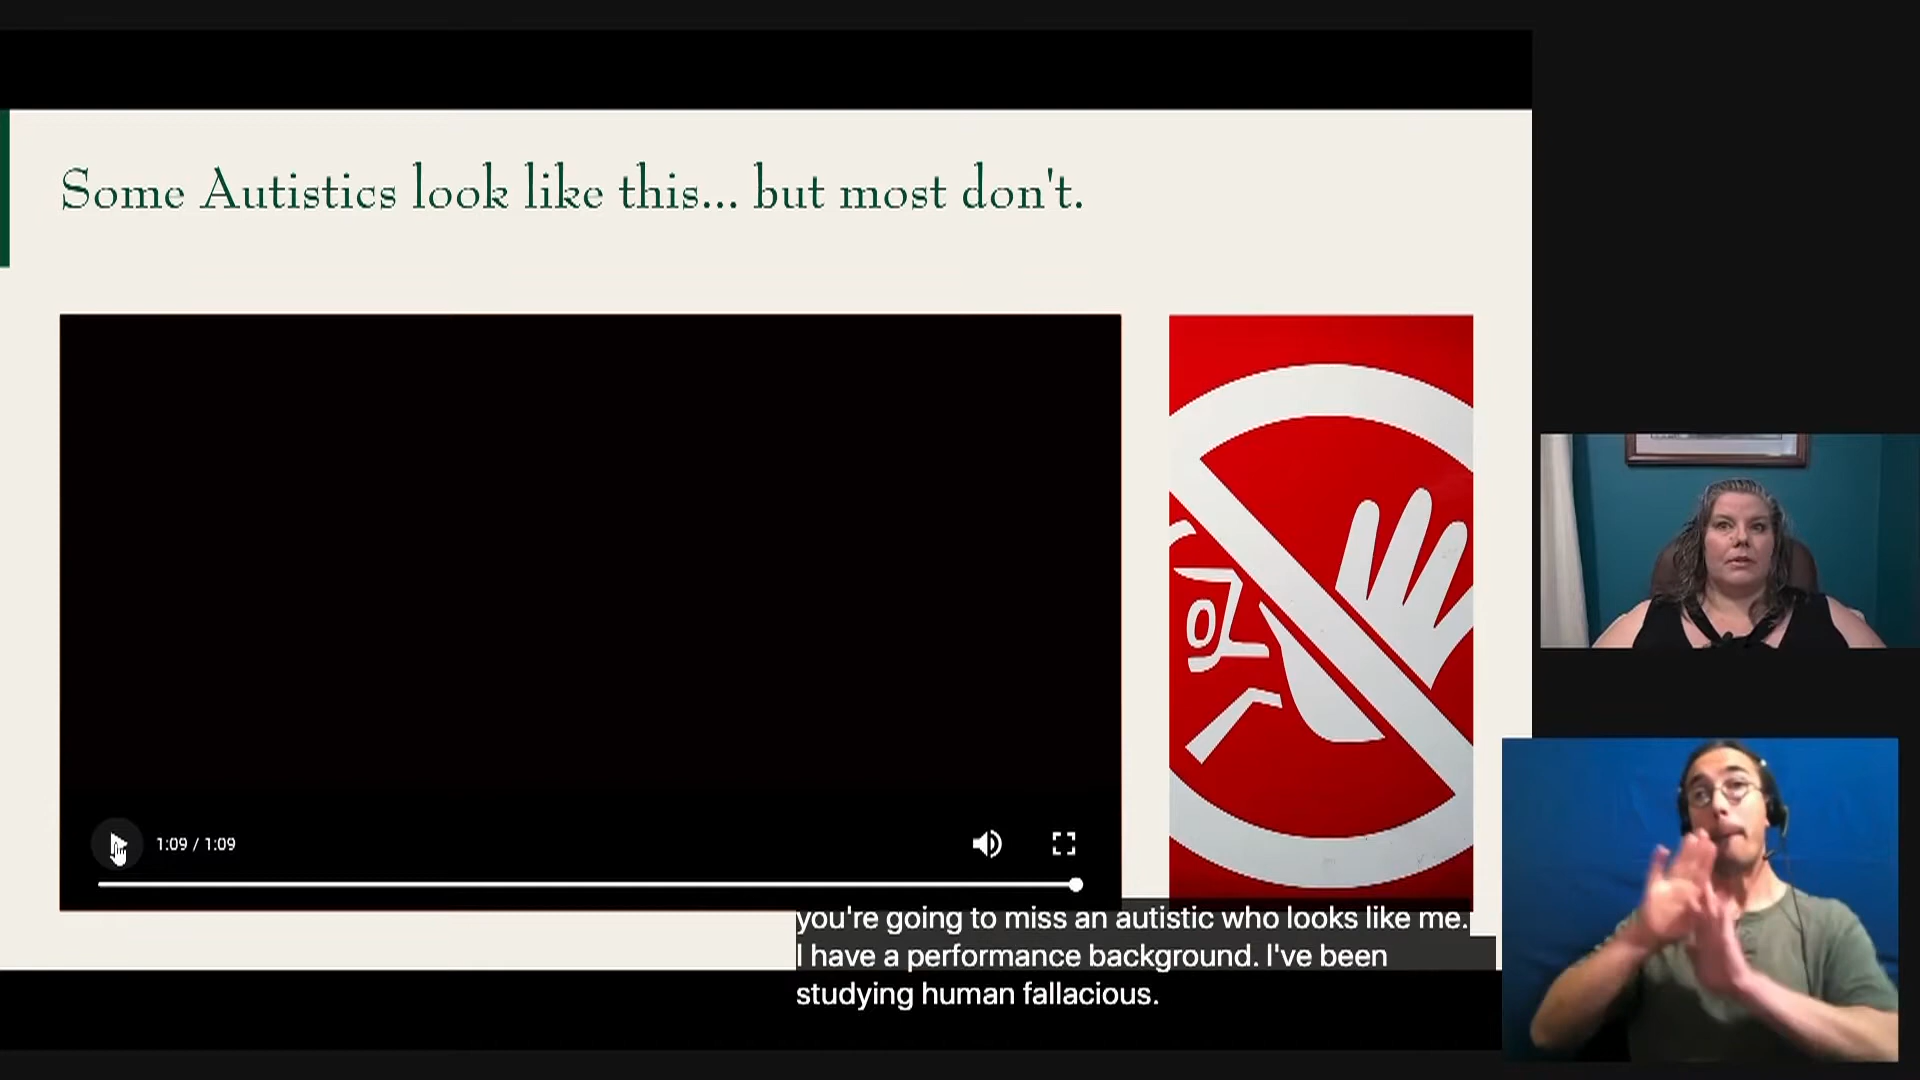 Some Autistics look like this... but most don't.
1:09 / 1:09
you're going to miss an autistic who looks like me.
I have a performance background. I've been
studying human fallacious.